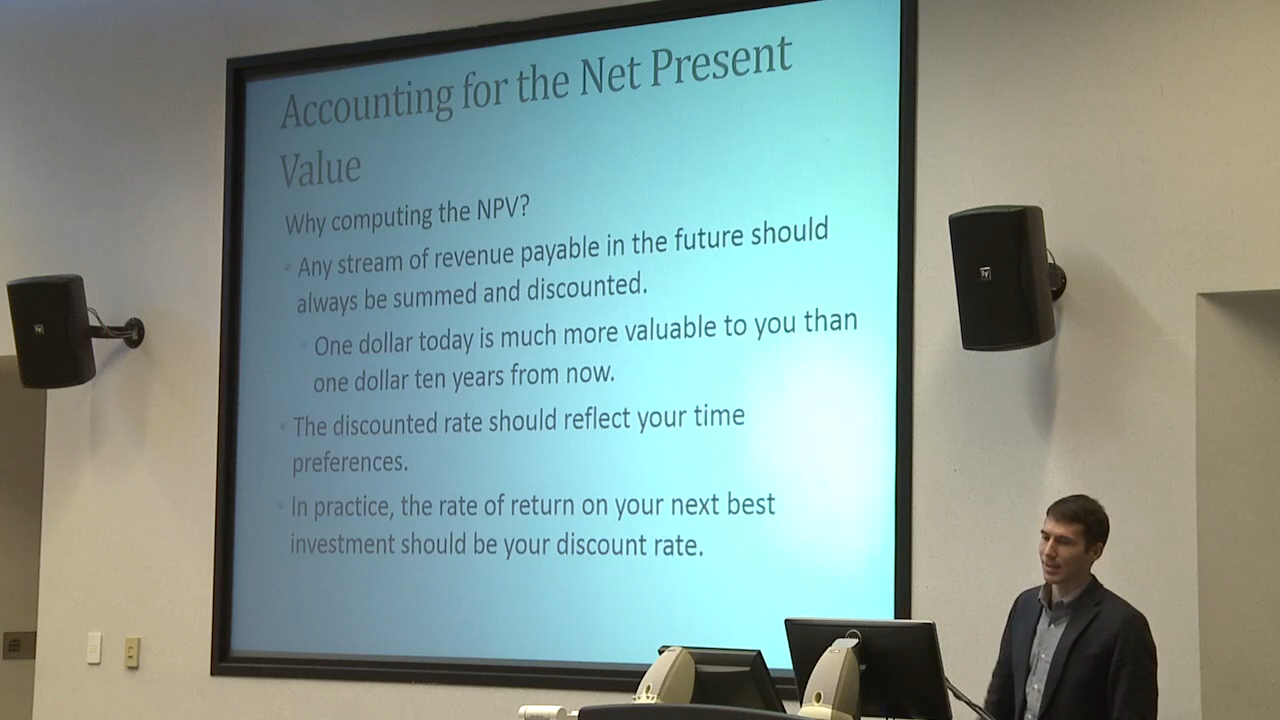 Accounting for the Net Present
Value
Why computing the NPV?
• Any stream of revenue payable in the future should
always be summed and discounted.
• One dollar today is much more valuable to you than
one dollar ten years from now.
• The discounted rate should reflect your time
preferences.
• In practice, the rate of return on your next best
investment should be your discount rate.